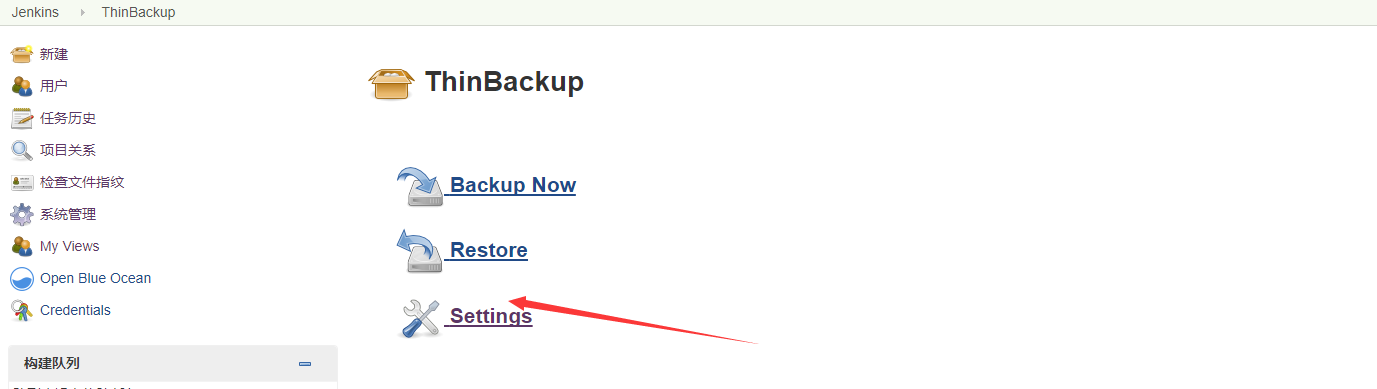 Jenkins ThinBackup
新建
用户
任务历史
项目关系
检查文件指纹
系统管理
My Views
Open Blue Ocean
Credentials
构建队列
ThinBackup
Backup Now
Restore
Settings